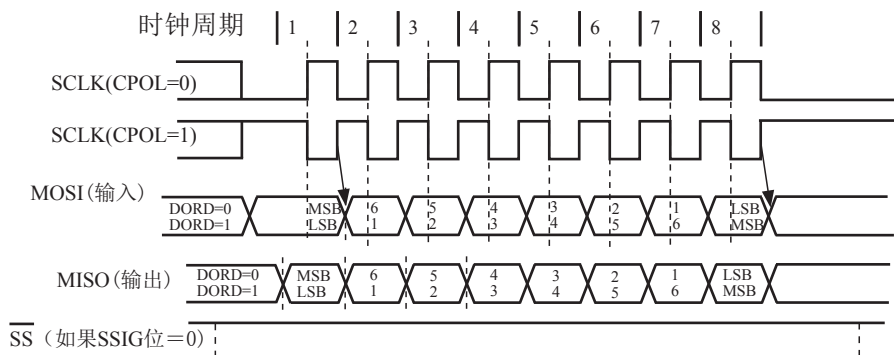 时钟周期 1 2 3 4 5 6 7 8
SCLK(CPOL=0)
SCLK(CPOL=1)
MOSI(输入)
DORD=0 MSB 6 5 4 3 2 1 LSB
DORD=1 LSB 1 2 3 4 5 6 MSB
MISO(输出)
DORD=0 MSB 6 5 4 3 2 1 LSB
DORD=1 LSB 1 2 3 4 5 6 MSB
SS（如果SSIG位＝0）